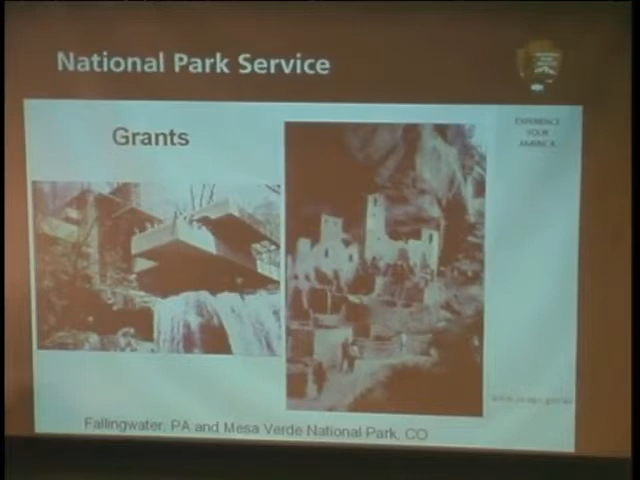 National Park Service
EXPERIENCE
YOUR
AMERICA
Grants
Fallingwater, PA and Mesa Verde National Park, CO